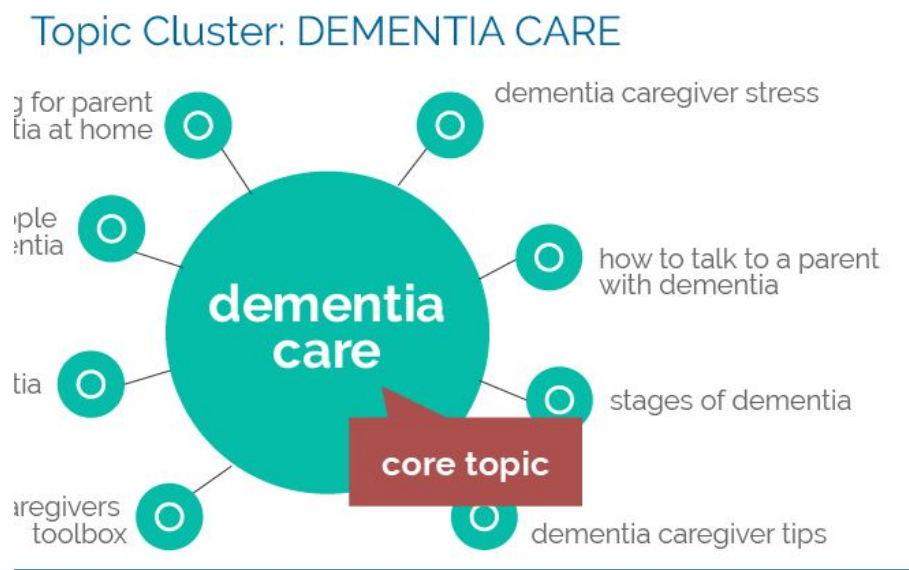 Topic Cluster: DEMENTIA CARE
for parent
at home
dementia caregiver stress
how to talk to a parent
with dementia
dementia
care
stages of dementia
core topic
toolbox
dementia caregiver tips